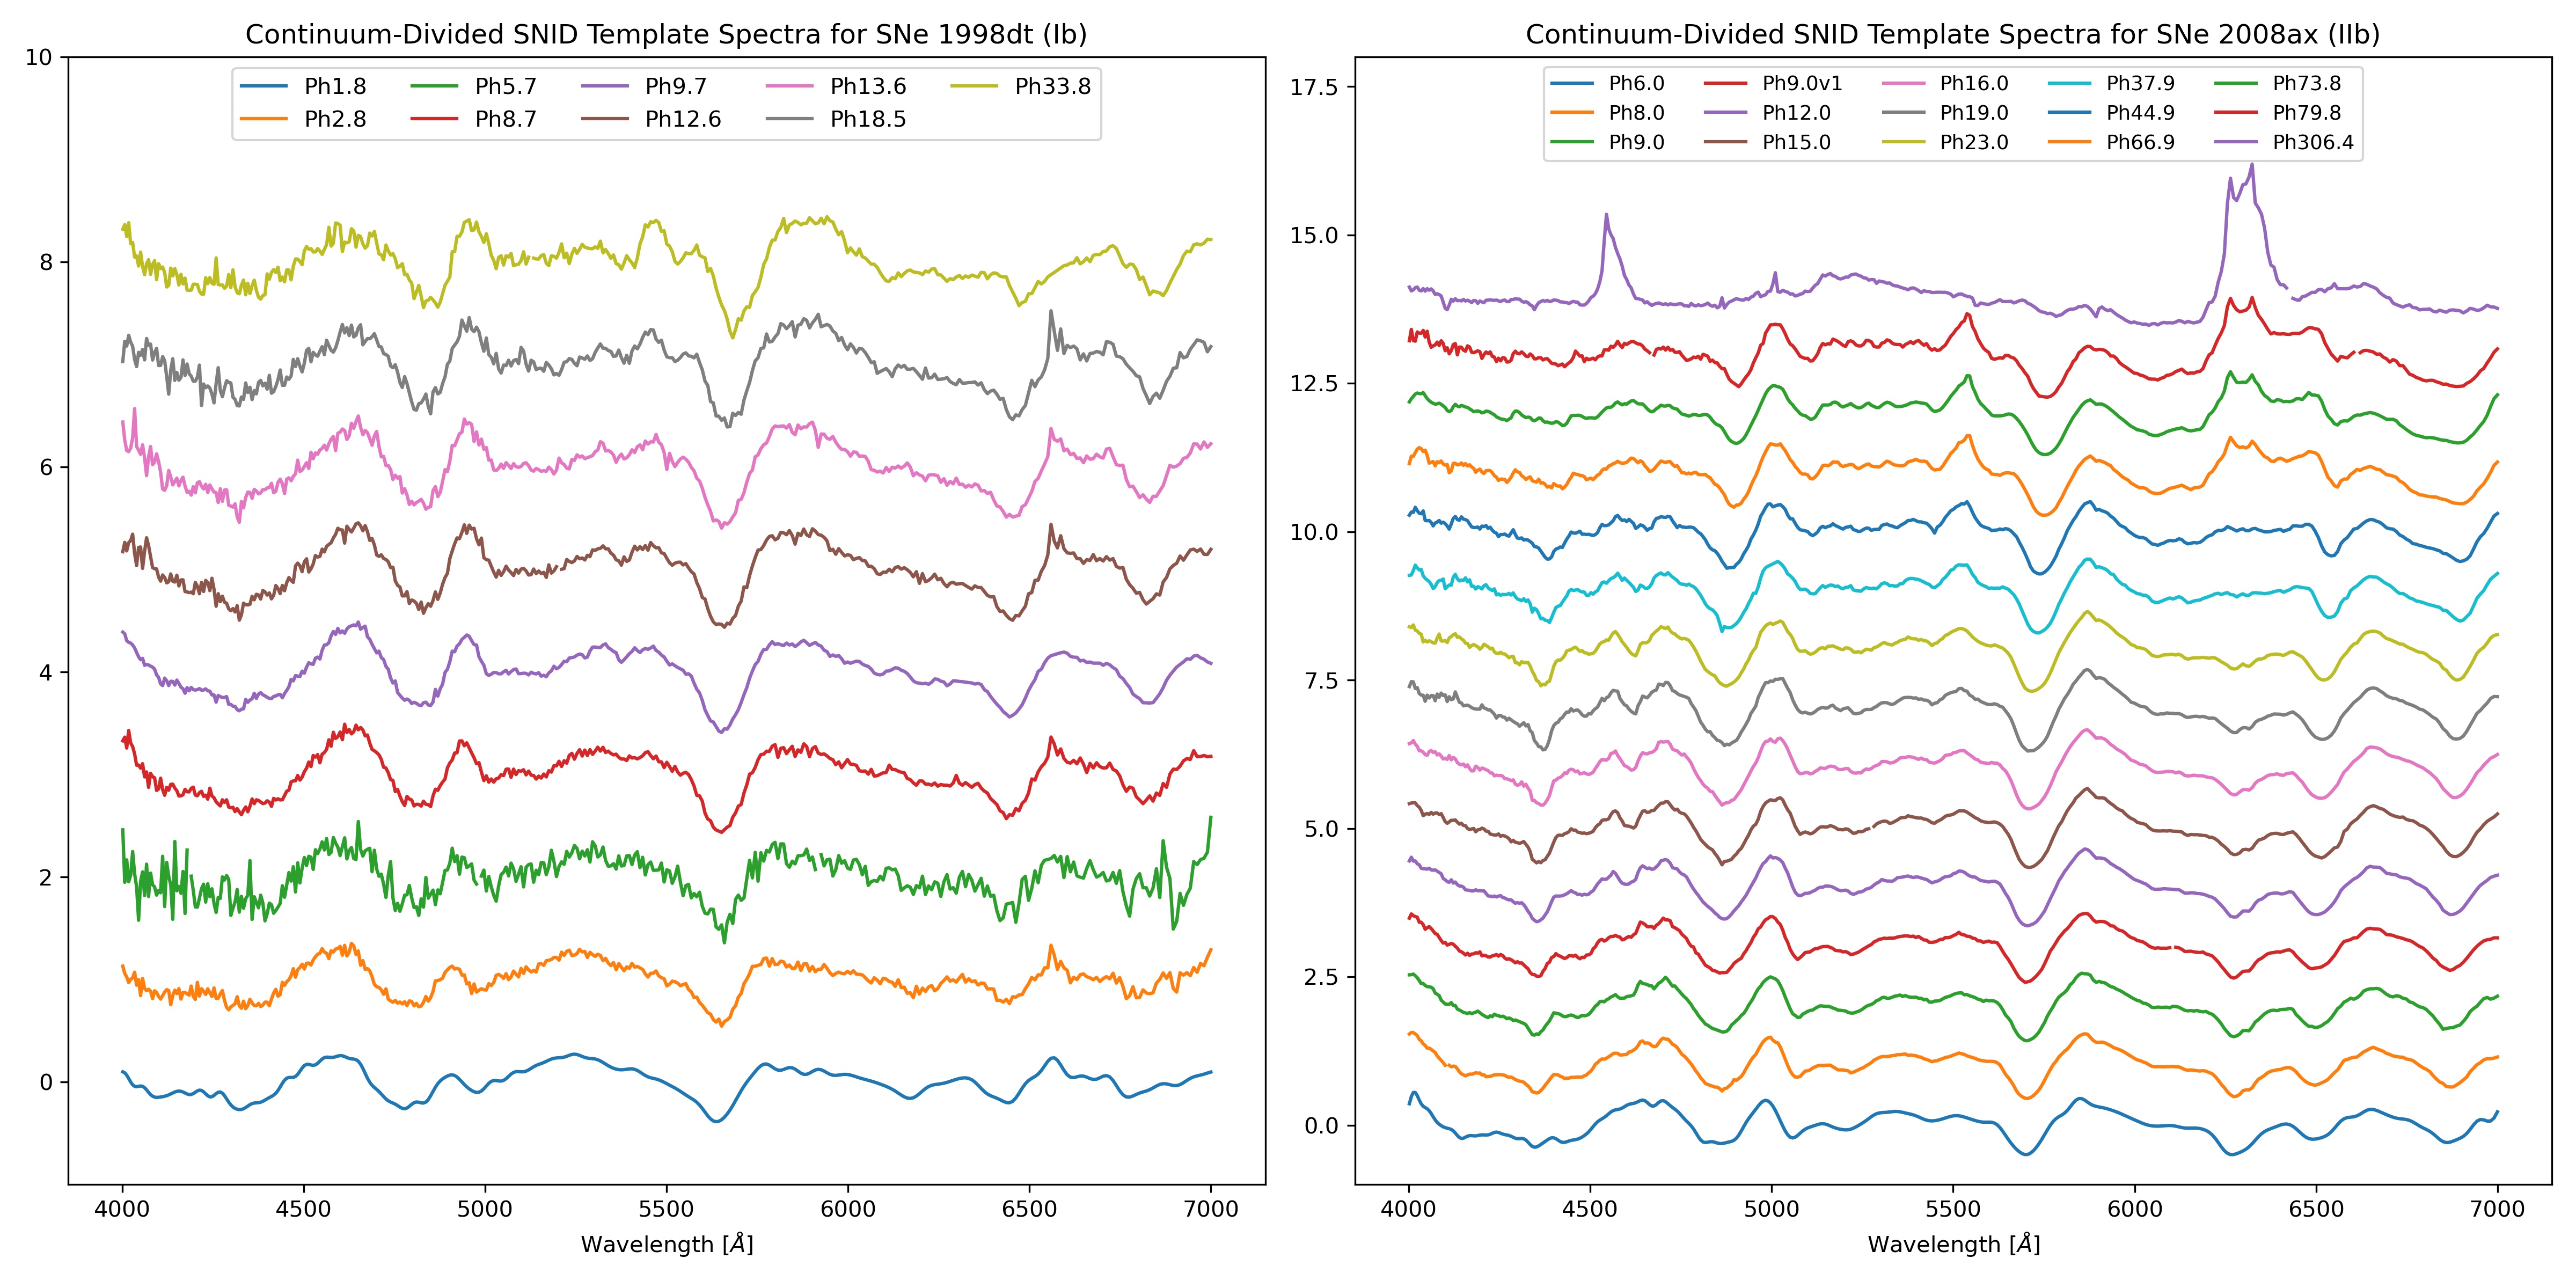 Continuum-Divided SNID Template Spectra for SNe 1998dt (Ib)
10
8
6
4
2
0
Ph1.8 Ph5.7 Ph9.7 Ph13.6 Ph33.8
Ph2.8 Ph8.7 Ph12.6 Ph18.5
4000 4500 5000 5500 6000 6500 7000
Wavelength [Å]
Continuum-Divided SNID Template Spectra for SNe 2008ax (IIb)
17.5
15.0
12.5
10.0
7.5
5.0
2.5
0.0
Ph6.0 Ph9.0v1 Ph16.0 Ph37.9 Ph73.8
Ph8.0 Ph12.0 Ph19.0 Ph44.9 Ph79.8
Ph9.0 Ph15.0 Ph23.0 Ph66.9 Ph306.4
4000 4500 5000 5500 6000 6500 7000
Wavelength [Å]